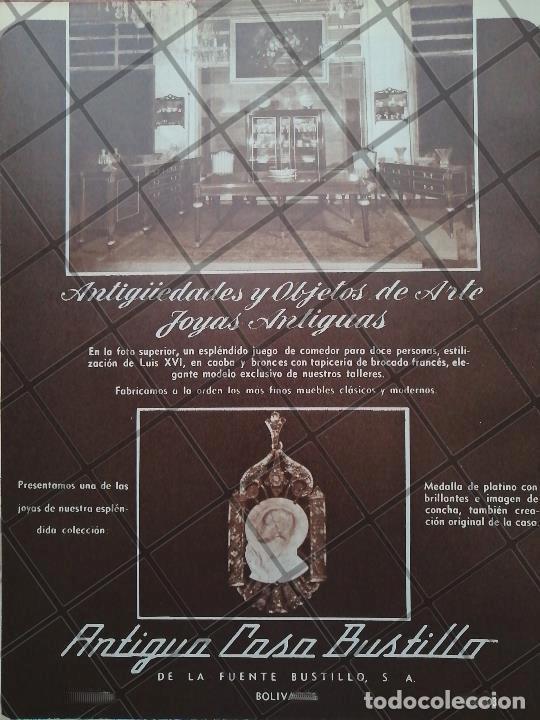 Antigüedades y Objetos de Arte
Joyas Antiguas
En la foto superior, un espléndido juego de comedor para doce personas, estili-
zación de Luis XVI, en caoba y bronces con tapicería de brocado francés, ele-
gante modelo exclusivo de nuestros talleres.
Fabricamos a la orden los más finos muebles clásicos y modernos.
Presentamos una de las
joyas de nuestra esplén-
dida colección:
Medalla de platino con
brillantes e imagen de
concha, también crea-
ción original de la casa.
Antigua Casa Bustillo
DE LA FUENTE BUSTILLO, S. A.
BOLIV
todocoleccion